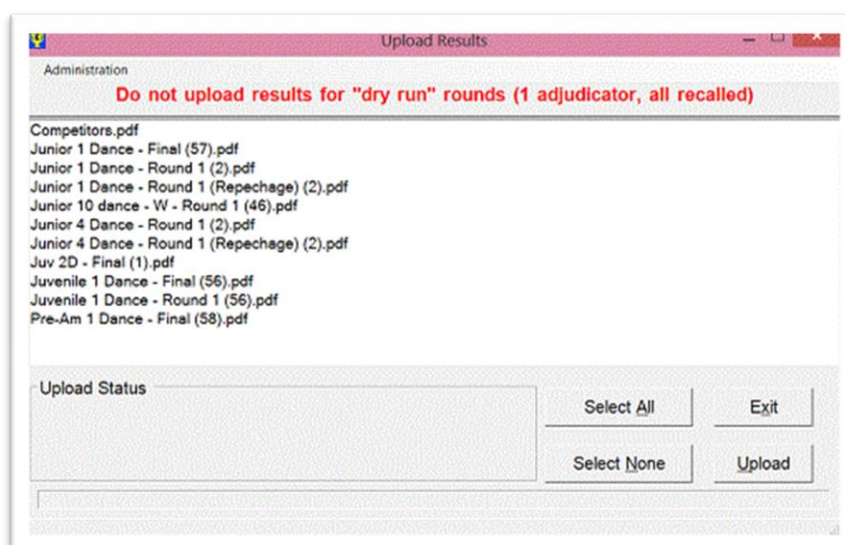 Upload Results
Administration
Do not upload results for "dry run" rounds (1 adjudicator, all recalled)
Competitors.pdf
Junior 1 Dance - Final (57).pdf
Junior 1 Dance - Round 1 (2).pdf
Junior 1 Dance - Round 1 (Repechage) (2).pdf
Junior 10 dance - W - Round 1 (46).pdf
Junior 4 Dance - Round 1 (2).pdf
Junior 4 Dance - Round 1 (Repechage) (2).pdf
Juv 2D - Final (1).pdf
Juvenile 1 Dance - Final (56).pdf
Juvenile 1 Dance - Round 1 (56).pdf
Pre-Am 1 Dance - Final (58).pdf
Upload Status
Select All
Exit
Select None
Upload